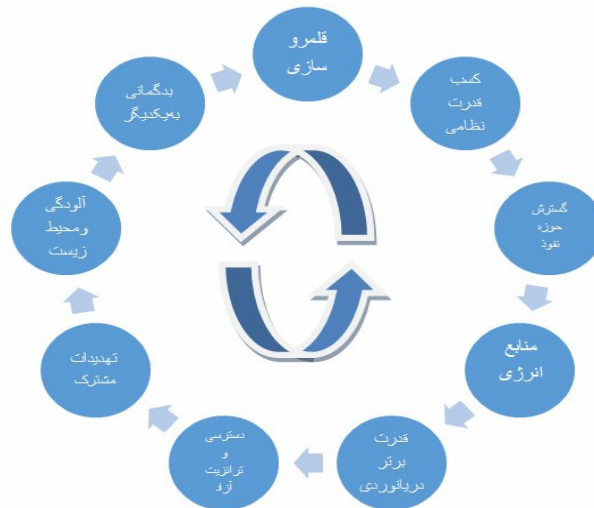 قلمرو
سازی
کسب
قدرت
نظامی
گسترش
حوزه
نفوذ
منابع
انرژی
قدرت
برتر
دریانوردی
دسترسی
و
ترانزیت
آزاد
تهدیدات
مشترک
آلودگی
ومحیط
زیست
بدگمانی
بهیکدیگر